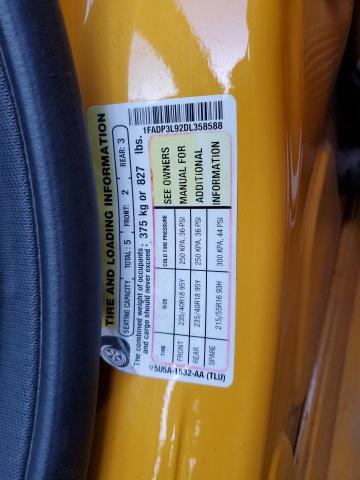 1FADP3L92DL358588
TIRE AND LOADING INFORMATION
SEATING CAPACITY TOTAL: 5 FRONT: 2 REAR: 3
The combined weight of occupants
and cargo should never exceed: 375 kg or 827 lbs.
TIRE SIZE COLD TIRE PRESSURE SEE OWNERS
FRONT 235/40R18 95Y 250 KPA, 36 PSI MANUAL FOR
REAR 235/40R18 95Y 250 KPA, 36 PSI ADDITIONAL
SPARE 215/55R16 93H 300 KPA, 44 PSI INFORMATION
5U5A-1532-AA (TLU)